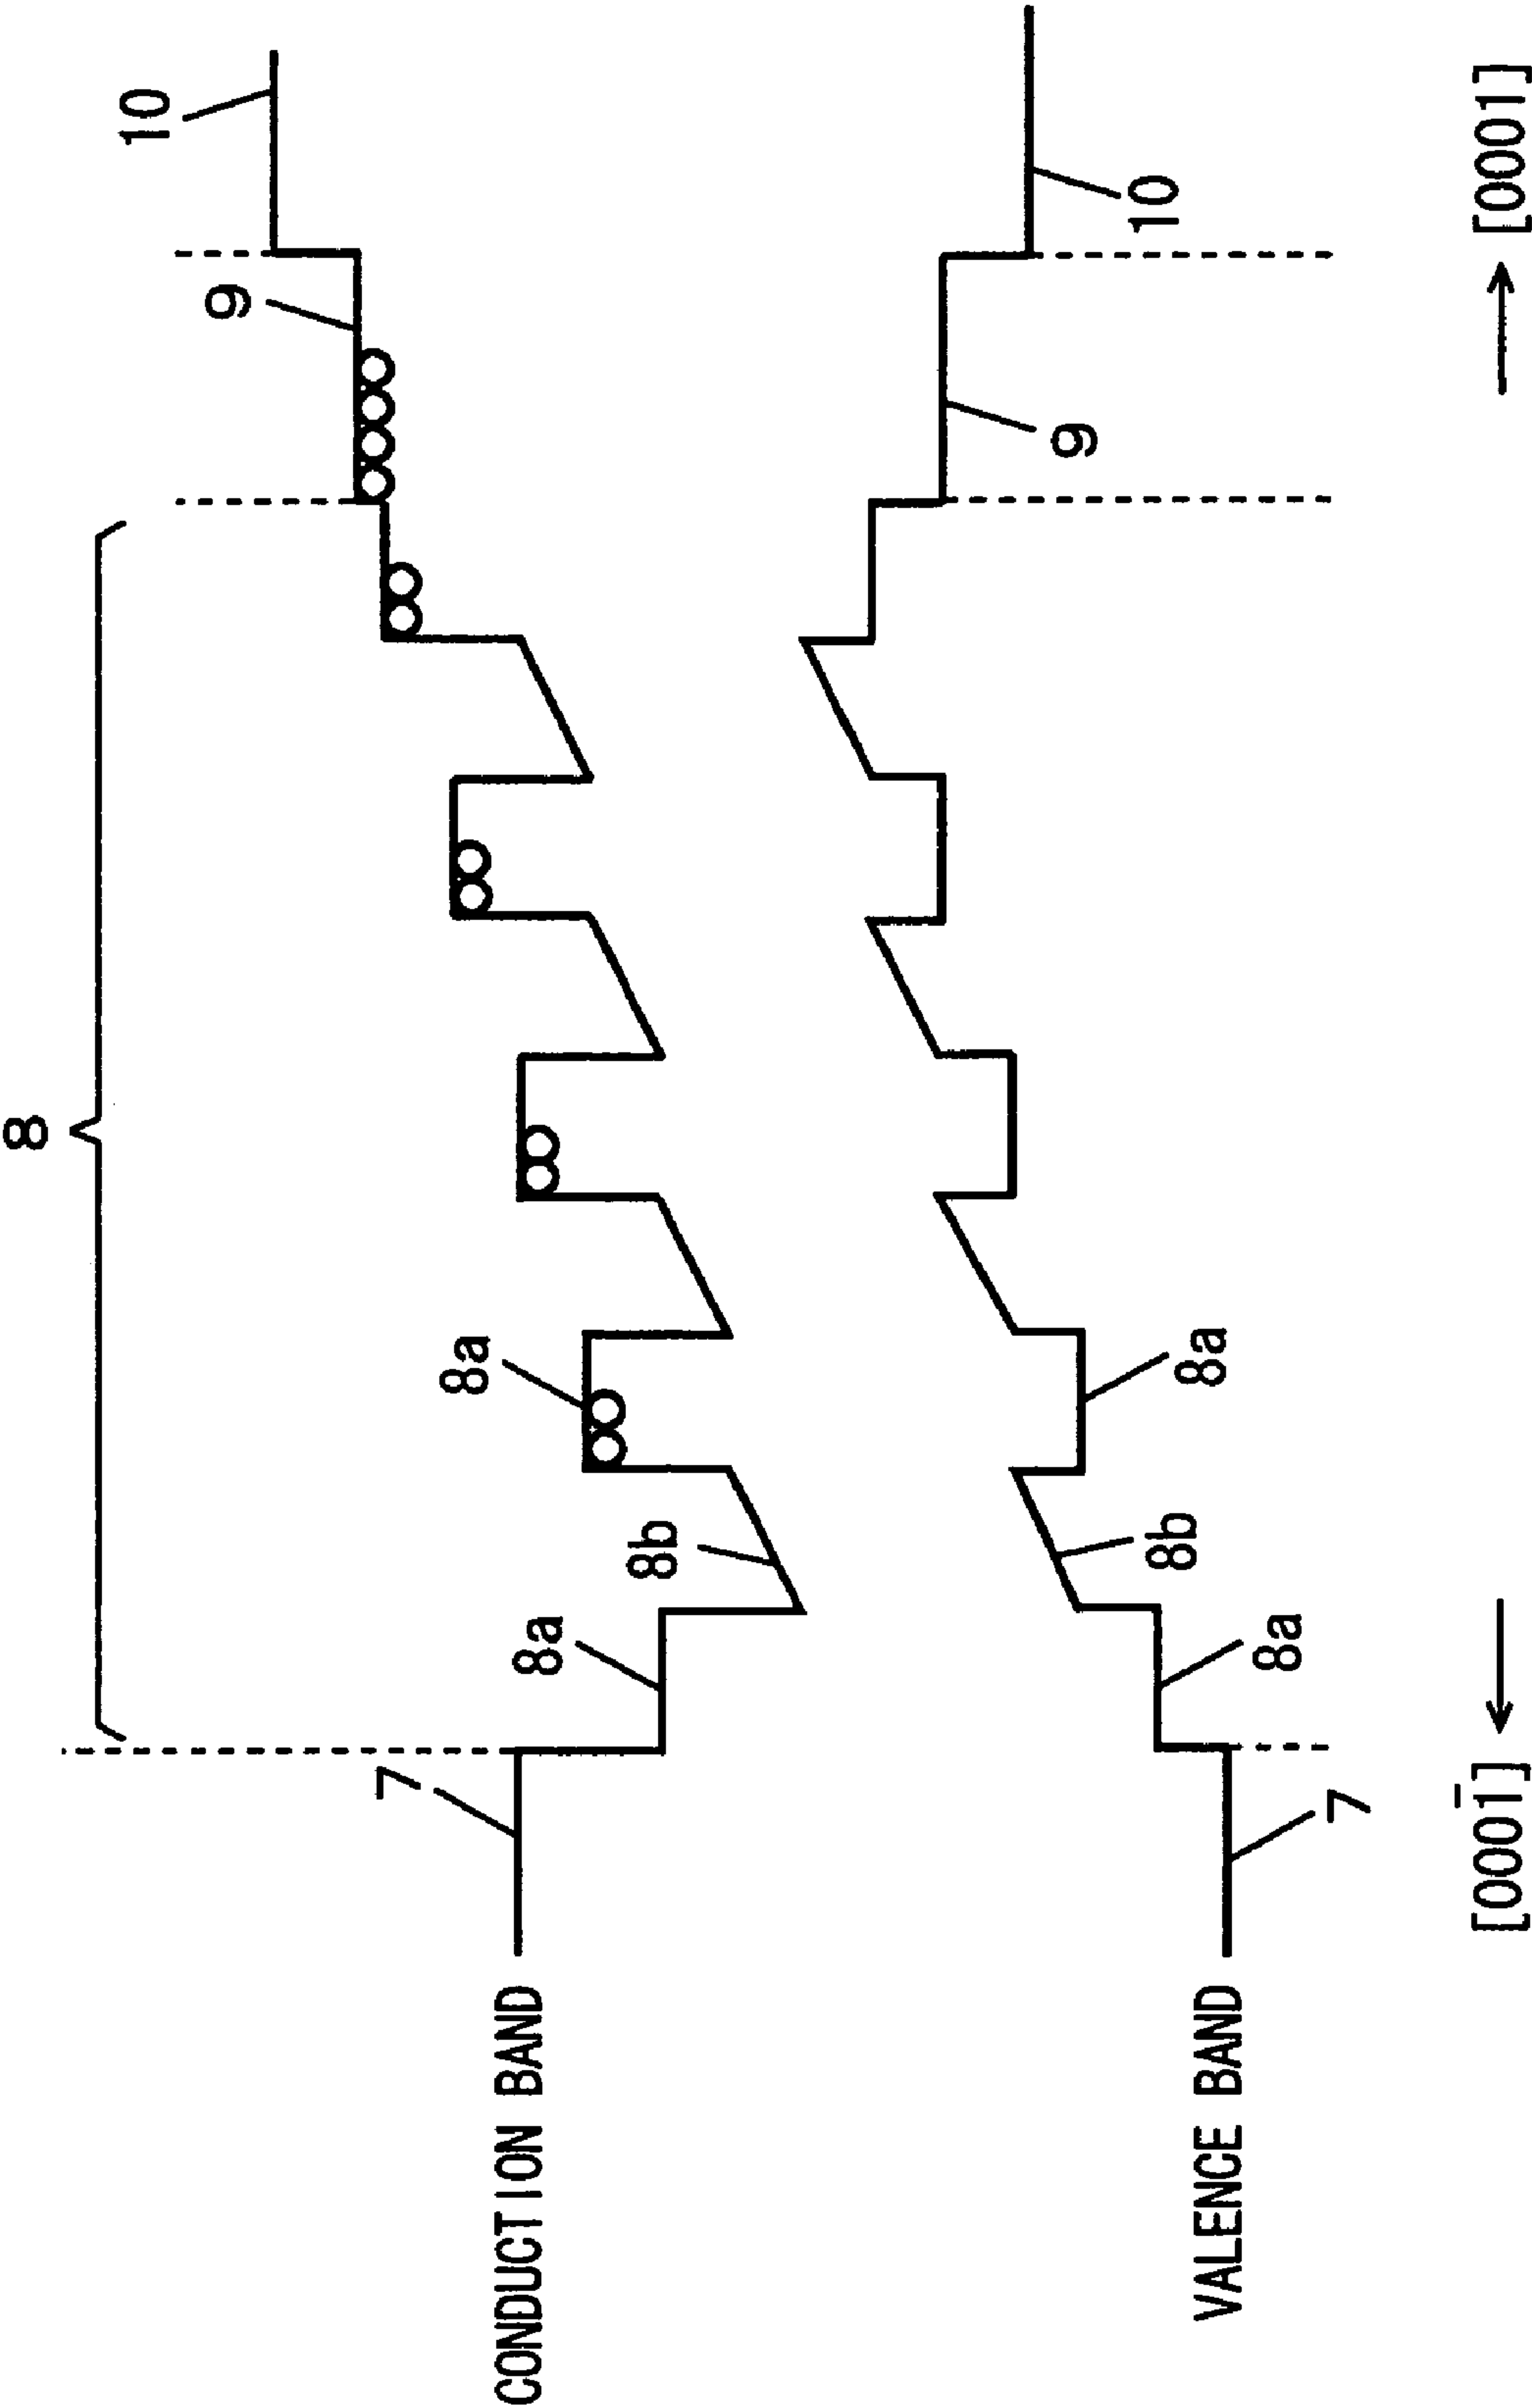 8
10
9
8a
8b
8a
7
CONDUCTION BAND
10
9
8a
8b
8a
7
VALENCE BAND
[0001̄]
[0001]